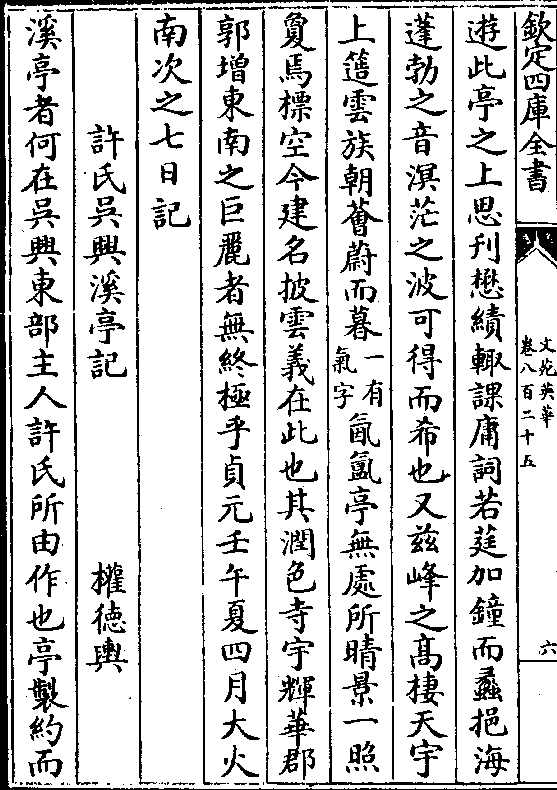 欽定四庫全書
文苑英華
卷八百二十五
六
遊此亭之上思刋懋績輙課庸詞若莛加鐘而蠡挹海
蓬勃之音溟茫之波可得而希也又兹峰之髙棲天宇
上簉雲族朝薈蔚而暮一有氣字氤氲亭無處所晴景一照
敻焉標空今建名披雲義在此也其潤色寺宇輝華郡
郭增東南之巨麗者無終極乎貞元壬午夏四月大火
南次之七日記
許氏吳興溪亭記 權德輿
溪亭者何在吳興東部主人許氏所由作也亭製約而